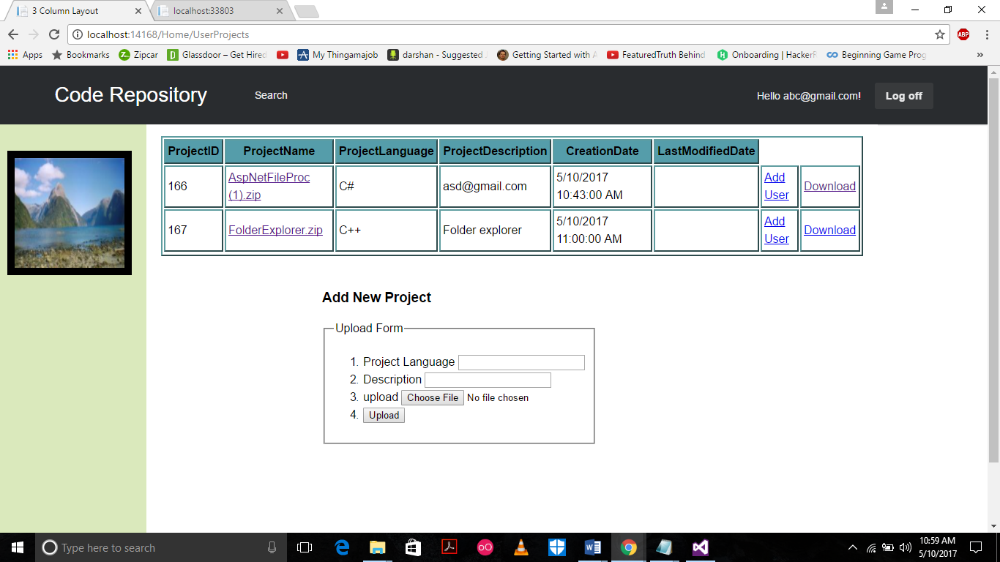 3 Column Layout
localhost:33803
localhost:14168/Home/UserProjects
ABP
Apps Bookmarks Zipcar Glassdoor – Get Hired My Thingamajob darshan - Suggested Getting Started with FeaturedTruth Behind Onboarding | Hacker Beginning Game Prog »
Code Repository Search Hello abc@gmail.com! Log off
ProjectID ProjectName ProjectLanguage ProjectDescription CreationDate LastModifiedDate
166 AspNetFileProc (1).zip C# asd@gmail.com 5/10/2017 10:43:00 AM Add User Download
167 FolderExplorer.zip C++ Folder explorer 5/10/2017 11:00:00 AM Add User Download
Add New Project
Upload Form
1. Project Language
2. Description
3. upload Choose File No file chosen
4. Upload
Type here to search
10:59 AM
5/10/2017